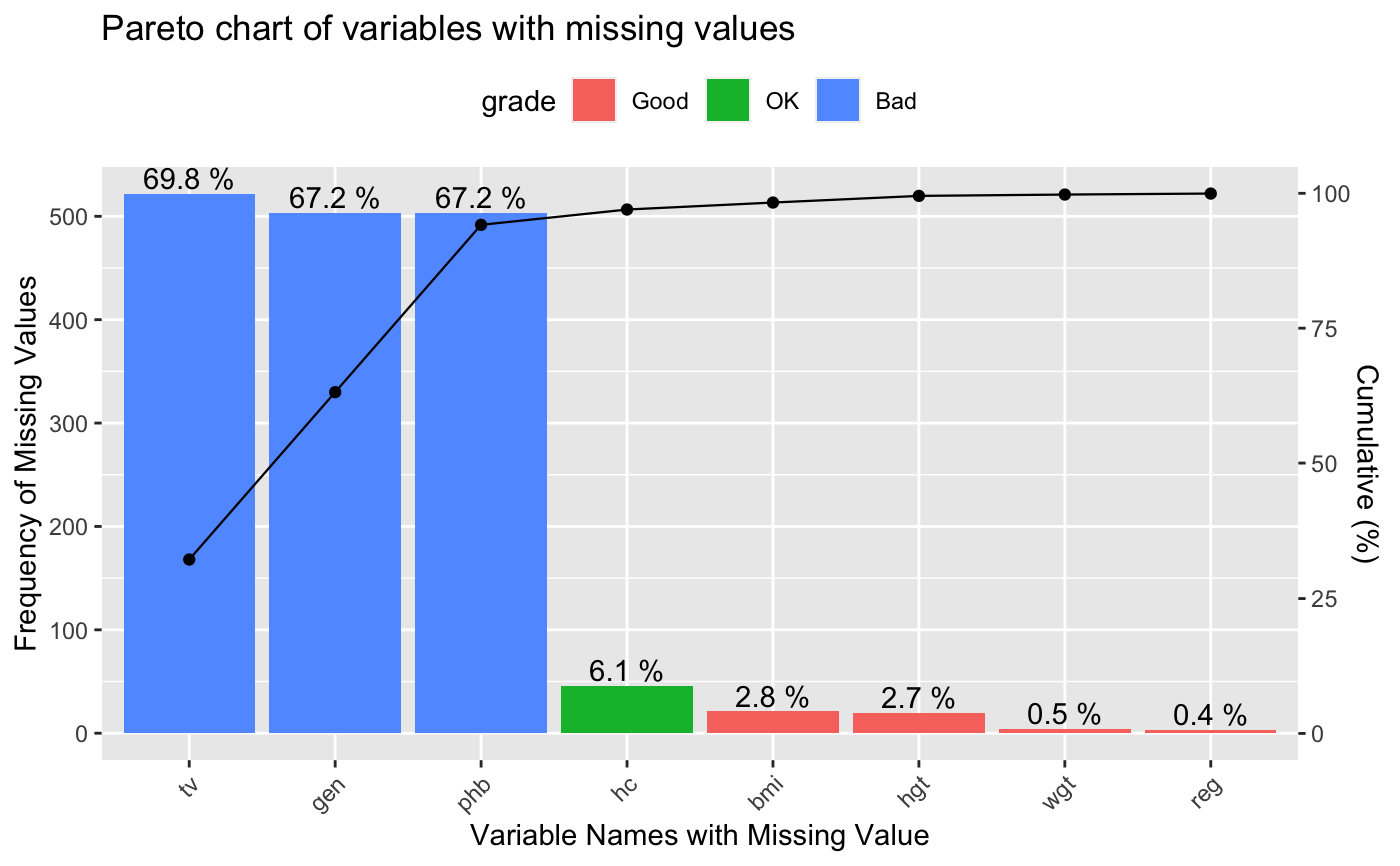 Pareto chart of variables with missing values
grade Good OK Bad
69.8 % 67.2 % 67.2 % 6.1 % 2.8 % 2.7 % 0.5 % 0.4 %
Frequency of Missing Values
500
400
300
200
100
0
100
75
50
25
0
Cumulative (%)
tv gen phb hc bmi hgt wgt reg
Variable Names with Missing Value